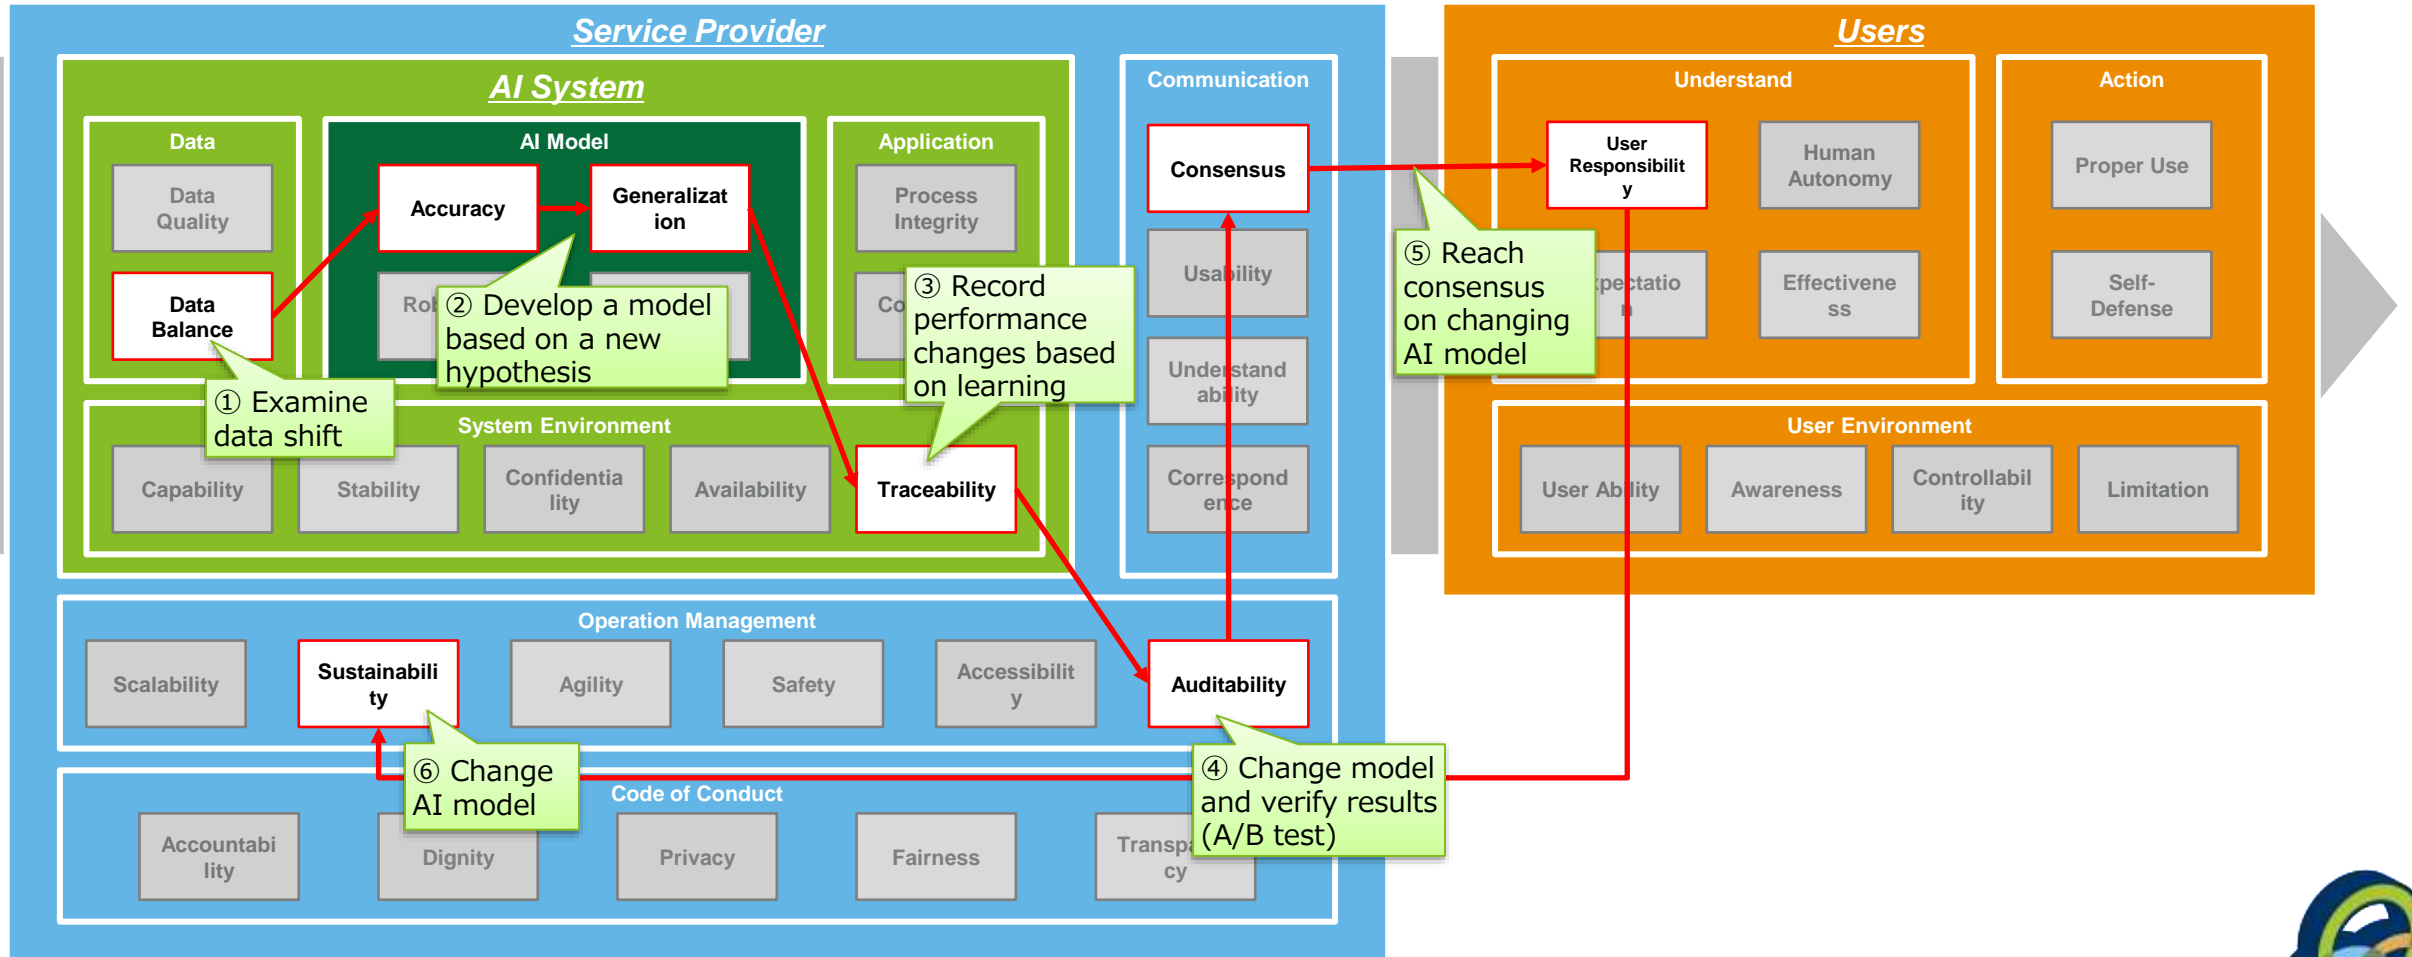 Service Provider
AI System
Data
Data
Quality
Data
Balance
① Examine
data shift
AI Model
Accuracy
Generalizat
ion
② Develop a model
based on a new
hypothesis
Application
Process
Integrity
③ Record
performance
changes based
on learning
System Environment
Capability
Stability
Confidentia
lity
Availability
Traceability
Communication
Consensus
Usability
Understand
ability
Correspond
ence
Operation Management
Scalability
Sustainabili
ty
Agility
Safety
Accessibilit
y
Auditability
⑥ Change
AI model
④ Change model
and verify results
(A/B test)
Code of Conduct
Accountabi
lity
Dignity
Privacy
Fairness
cy
⑤ Reach
consensus
on changing
AI model
Users
Understand
User
Responsibilit
y
Human
Autonomy
Effectivene
ss
Action
Proper Use
Self-
Defense
User Environment
User Ability
Awareness
Controllabil
ity
Limitation